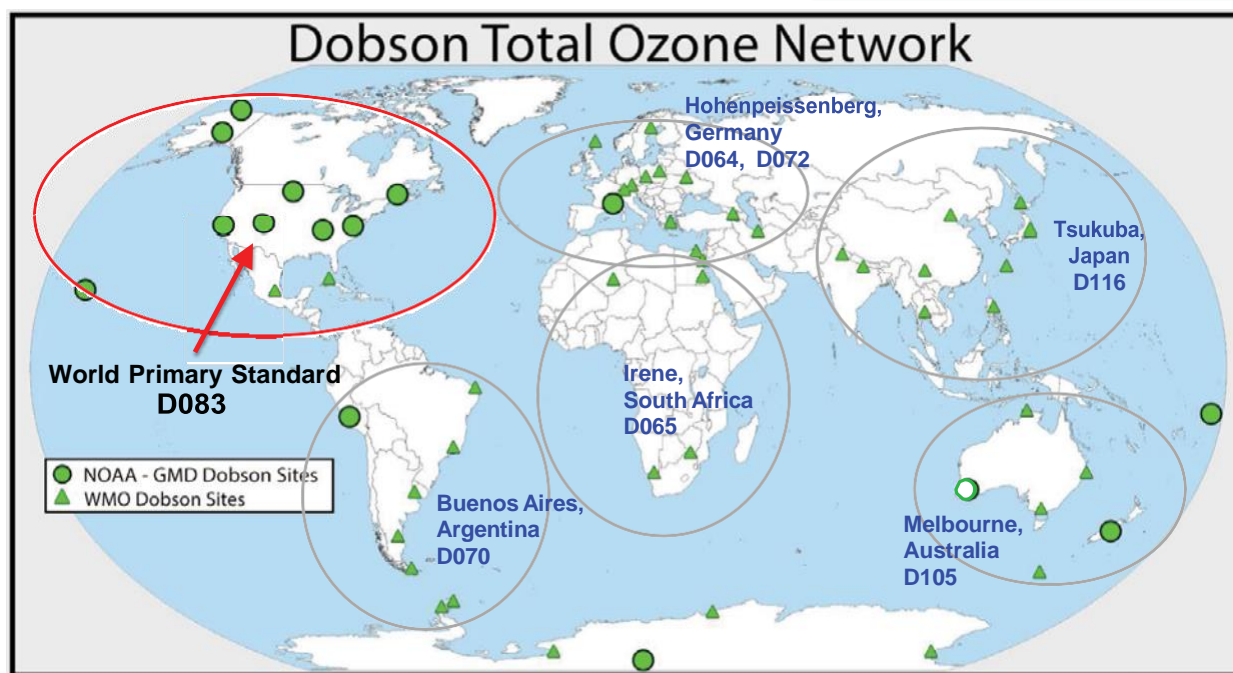 Dobson Total Ozone Network
Hohenpeissenberg,
Germany
D064, D072
Tsukuba,
Japan
D116
World Primary Standard
D083
Irene,
South Africa
D065
NOAA - GMD Dobson Sites
WMO Dobson Sites
Buenos Aires,
Argentina
D070
Melbourne,
Australia
D105